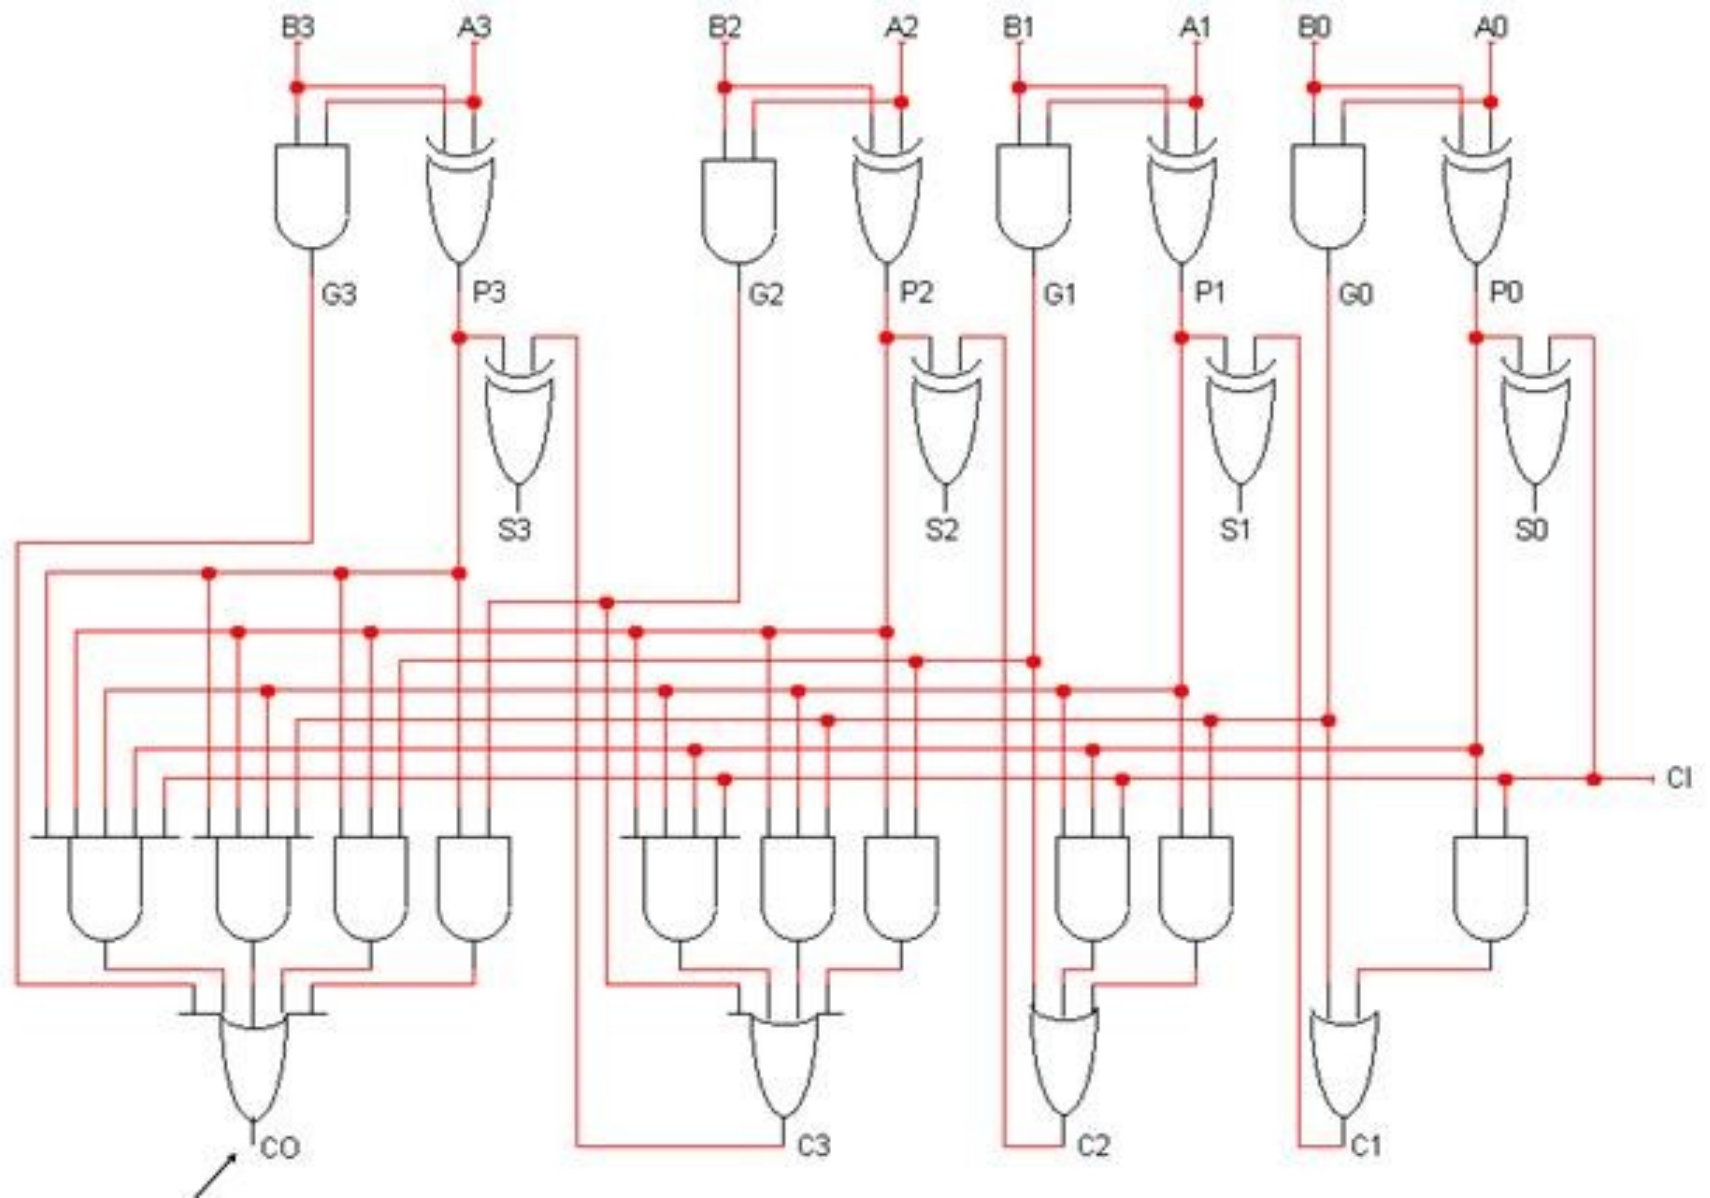 B3 A3 B2 A2 B1 A1 B0 A0
G3 P3 G2 P2 G1 P1 G0 P0
S3 S2 S1 S0
CI
CO C3 C2 C1